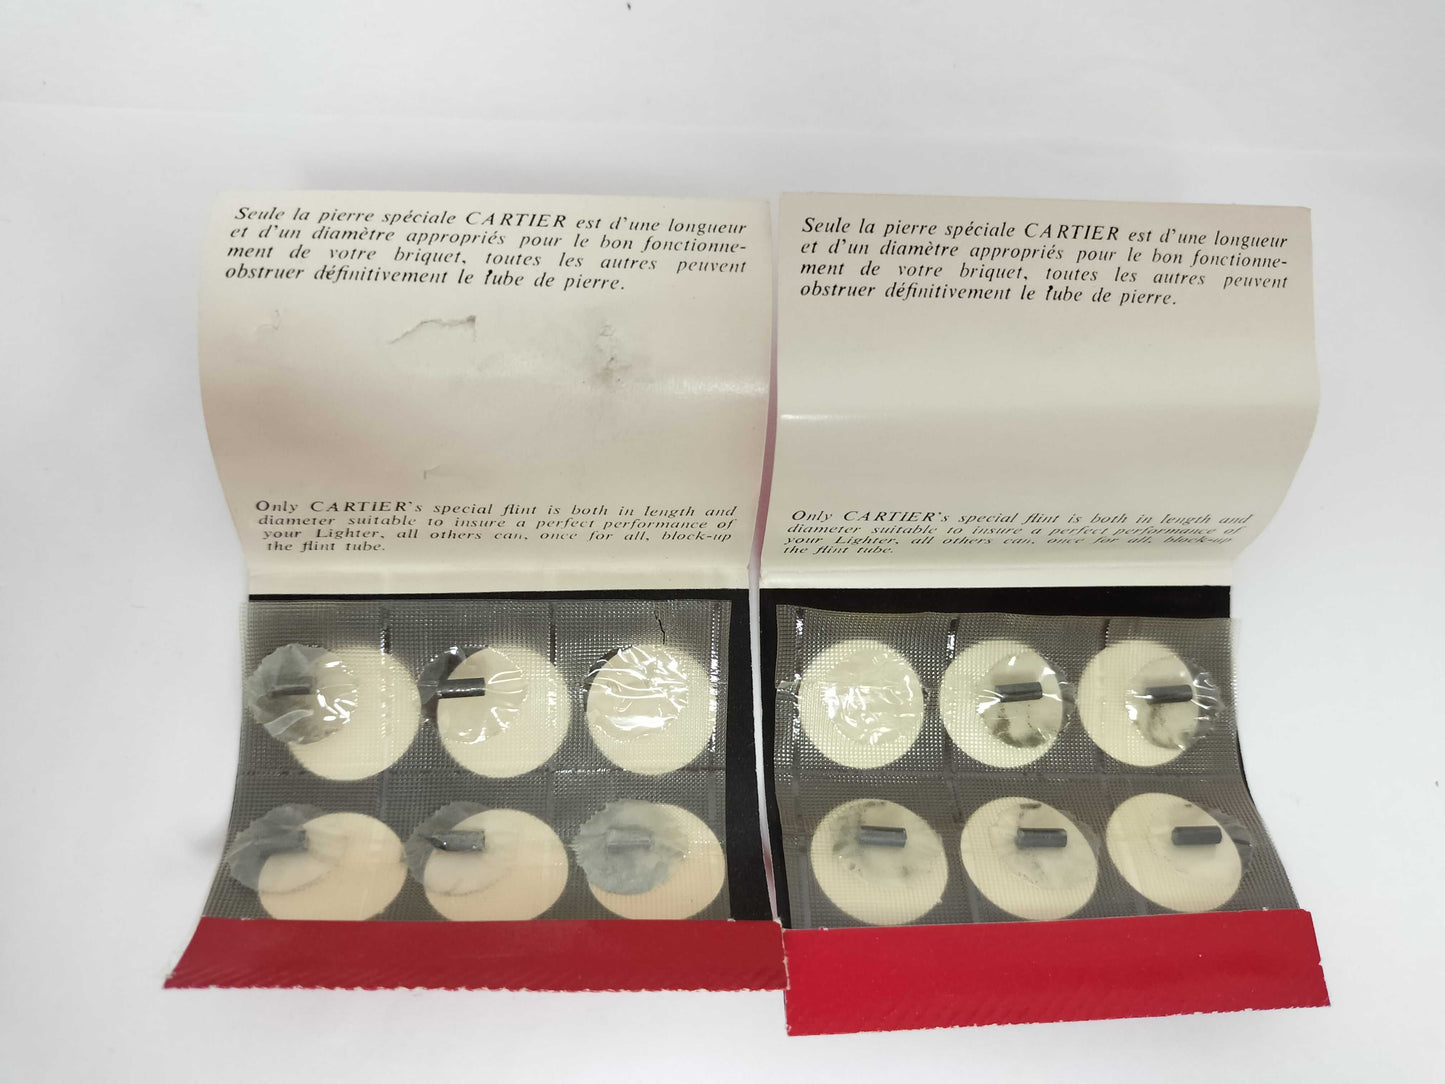 Seule la pierre spéciale CARTIER est d'une longueur
et d'un diamètre appropriés pour le bon fonctionne-
ment de votre briquet, toutes les autres peuvent
obstruer définitivement le tube de pierre.
Only CARTIER's special flint is both in length and
diameter suitable to insure a perfect performance of
your Lighter, all others can, once for all, block-up
the flint tube.
Seule la pierre spéciale CARTIER est d'une longueur
et d'un diamètre appropriés pour le bon fonctionne-
ment de votre briquet, toutes les autres peuvent
obstruer définitivement le tube de pierre.
Only CARTIER's special flint is both in length and
diameter suitable to insure a perfect performance of
your Lighter, all others can, once for all, block-up
the flint tube.